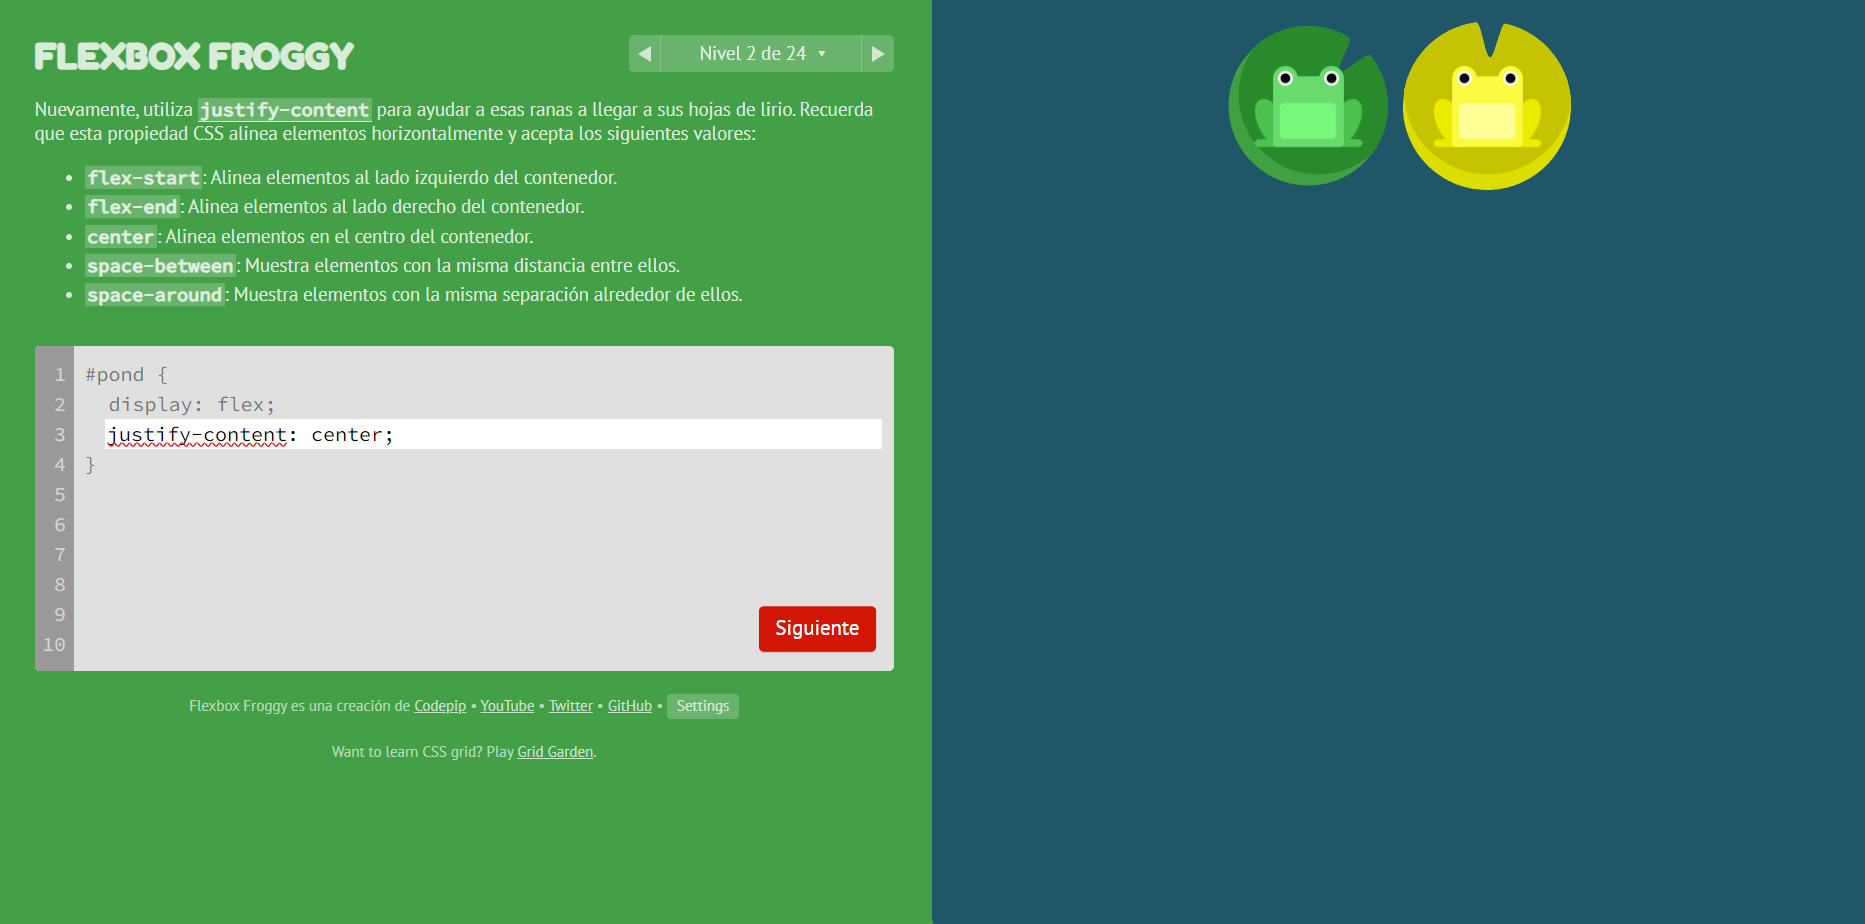 FLEXBOX FROGGY
Nivel 2 de 24
Nuevamente, utiliza justify-content para ayudar a esas ranas a llegar a sus hojas de lirio. Recuerda
que esta propiedad CSS alinea elementos horizontalmente y acepta los siguientes valores:
flex-start: Alinea elementos al lado izquierdo del contenedor.
flex-end: Alinea elementos al lado derecho del contenedor.
center: Alinea elementos en el centro del contenedor.
space-between: Muestra elementos con la misma distancia entre ellos.
space-around: Muestra elementos con la misma separación alrededor de ellos.
1 #pond {
2 display: flex;
3 justify-content: center;
4 }
5
6
7
8
9
10
Siguiente
Flexbox Froggy es una creación de Codepip • YouTube • Twitter • GitHub • Settings
Want to learn CSS grid? Play Grid Garden.